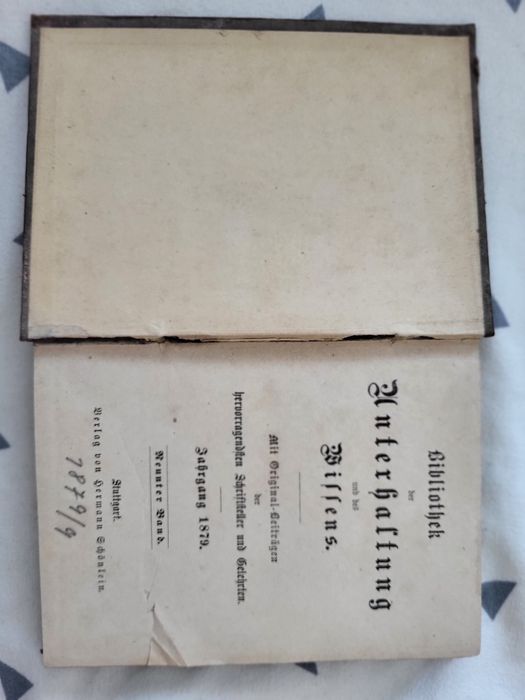 Bibliothek
der
Unterhaltung
und des
Wissens.
Mit Original-Beiträgen
der
hervorragendsten Schriftsteller und Gelehrten.
Jahrgang 1879.
Neunter Band.
Stuttgart.
Verlag von Hermann Schönlein.
1879/9